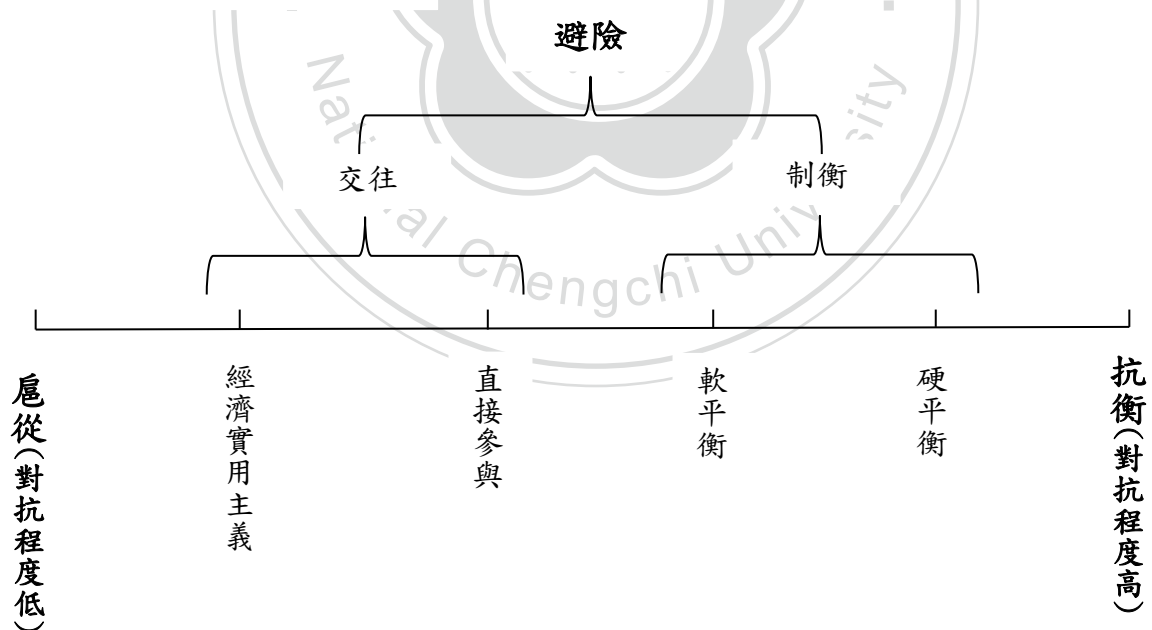 避險
交往
制衡
扈從(對抗程度低)
經濟實用主義
直接參與
軟平衡
硬平衡
抗衡(對抗程度高)
National Chengchi University